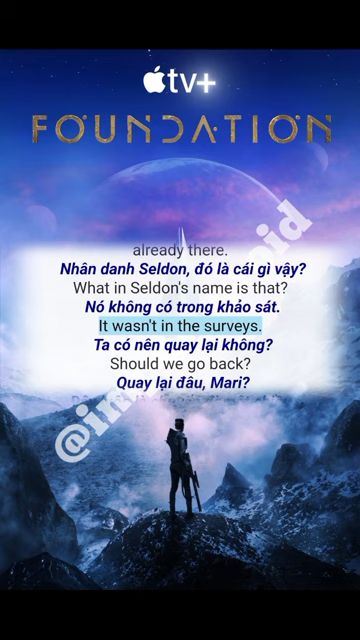 tv+
FOUNDATION
already there.
Nhân danh Seldon, đó là cái gì vậy?
What in Seldon's name is that?
Nó không có trong khảo sát.
It wasn't in the surveys.
Ta có nên quay lại không?
Should we go back?
Quay lại đâu, Mari?